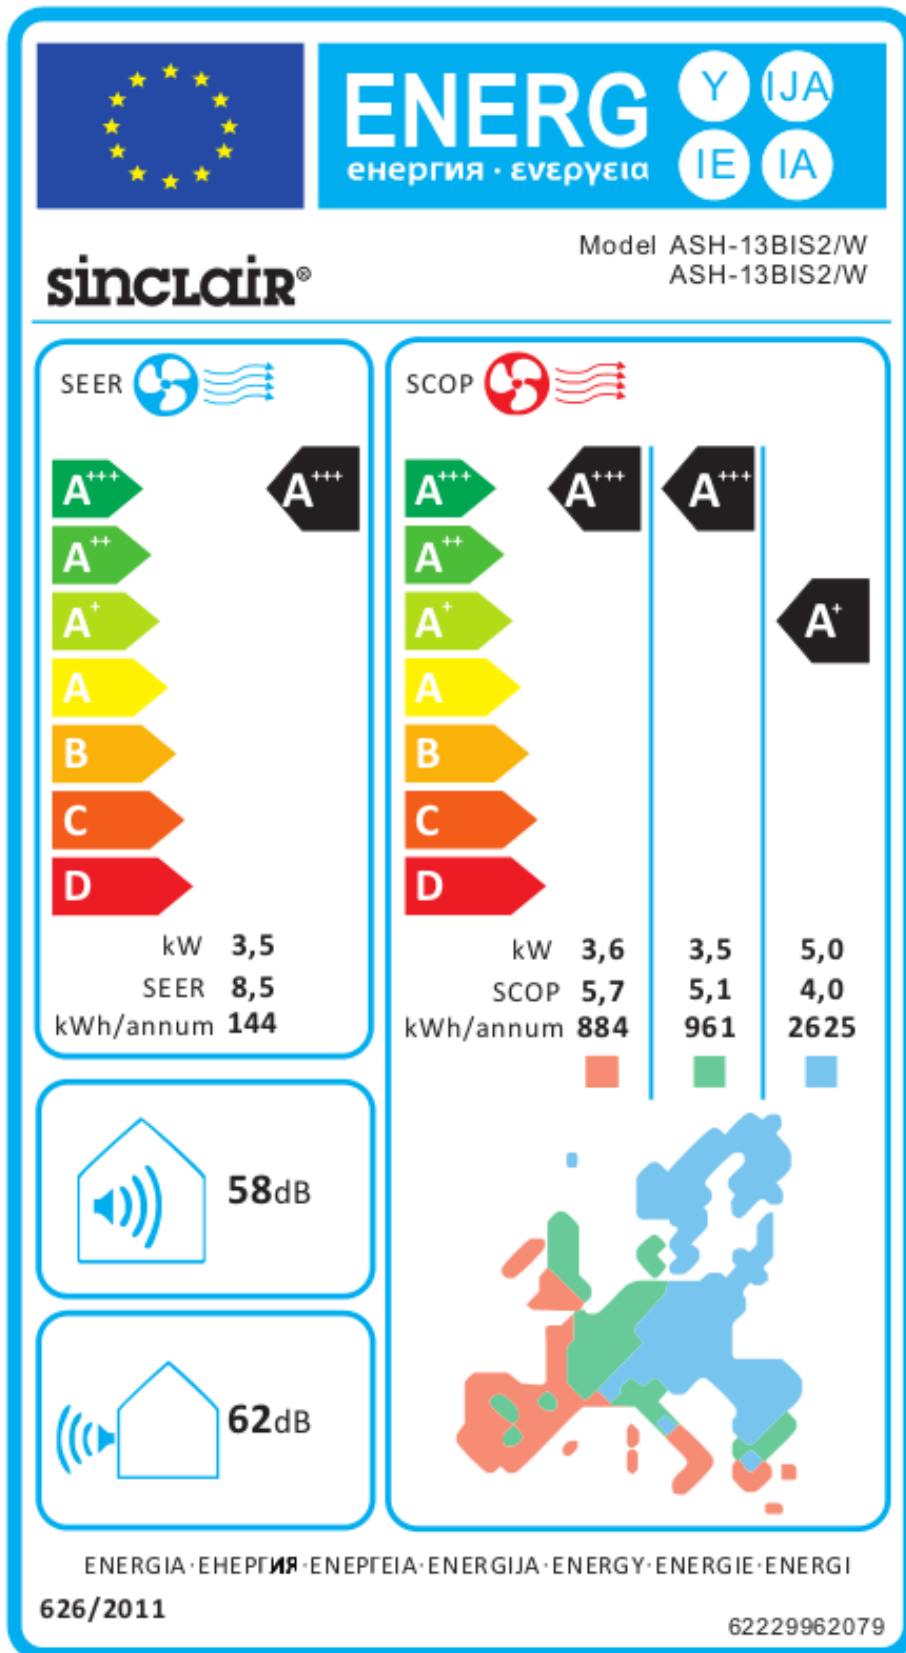 ENERG
енергия · ενεργεια
Y IJA
IE IA
sinclair®
Model ASH-13BIS2/W
ASH-13BIS2/W
SEER
A+++ A+++
A++
A+
A
B
C
D
kW 3,5
SEER 8,5
kWh/annum 144
SCOP
A+++ A+++ A+++
A++
A+ A+
A
B
C
D
kW 3,6 3,5 5,0
SCOP 5,7 5,1 4,0
kWh/annum 884 961 2625
58dB
62dB
ENERGIA·ЕНЕРГИЯ·ΕΝΕΡΓΕΙΑ·ENERGIJA·ENERGY·ENERGIE·ENERGI
626/2011
62229962079